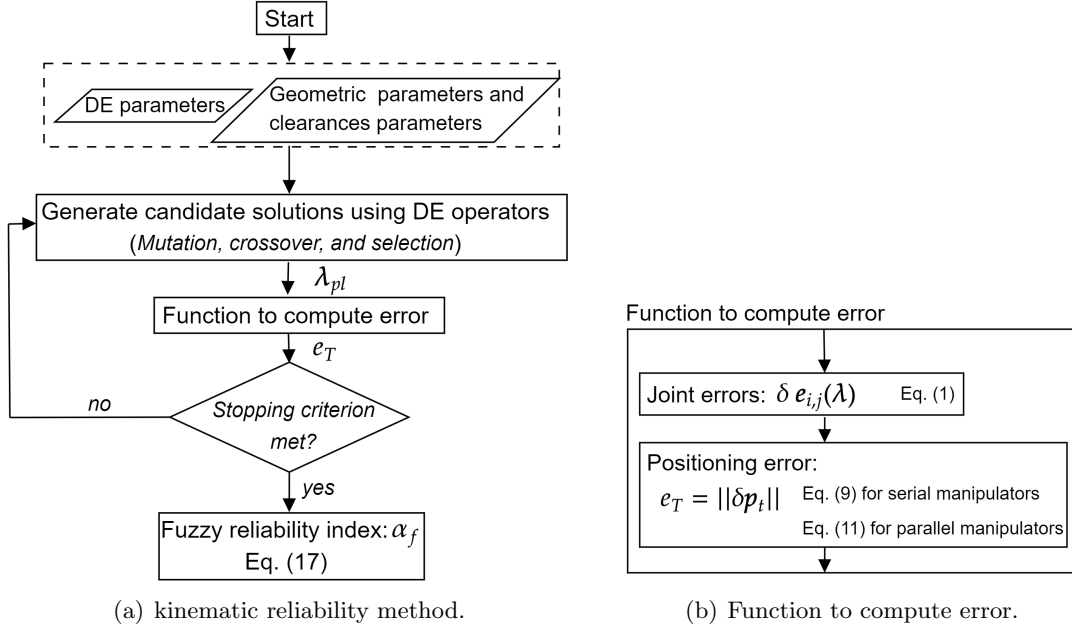 Start
DE parameters
Geometric parameters and
clearances parameters
Generate candidate solutions using DE operators
(Mutation, crossover, and selection)
λ_pl
Function to compute error
e_T
Stopping criterion
met?
no
yes
Fuzzy reliability index: α_f
Eq. (17)
(a) kinematic reliability method.
Function to compute error
Joint errors: δ e_{i,j}(λ) Eq. (1)
Positioning error:
e_T = ||δp_t|| Eq. (9) for serial manipulators
Eq. (11) for parallel manipulators
(b) Function to compute error.